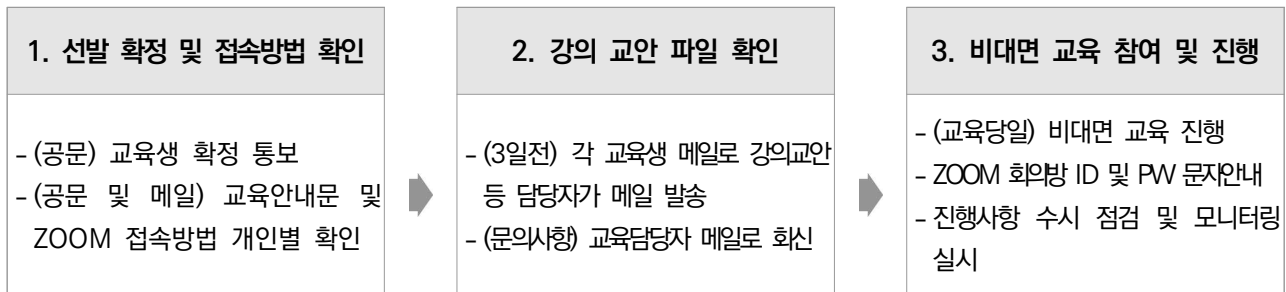 1. 선발 확정 및 접속방법 확인
- (공문) 교육생 확정 통보
- (공문 및 메일) 교육안내문 및
ZOOM 접속방법 개인별 확인
2. 강의 교안 파일 확인
- (3일전) 각 교육생 메일로 강의교안
등 담당자가 메일 발송
- (문의사항) 교육담당자 메일로 회신
3. 비대면 교육 참여 및 진행
- (교육당일) 비대면 교육 진행
- ZOOM 회의방 ID 및 PW 문자안내
- 진행사항 수시 점검 및 모니터링
실시